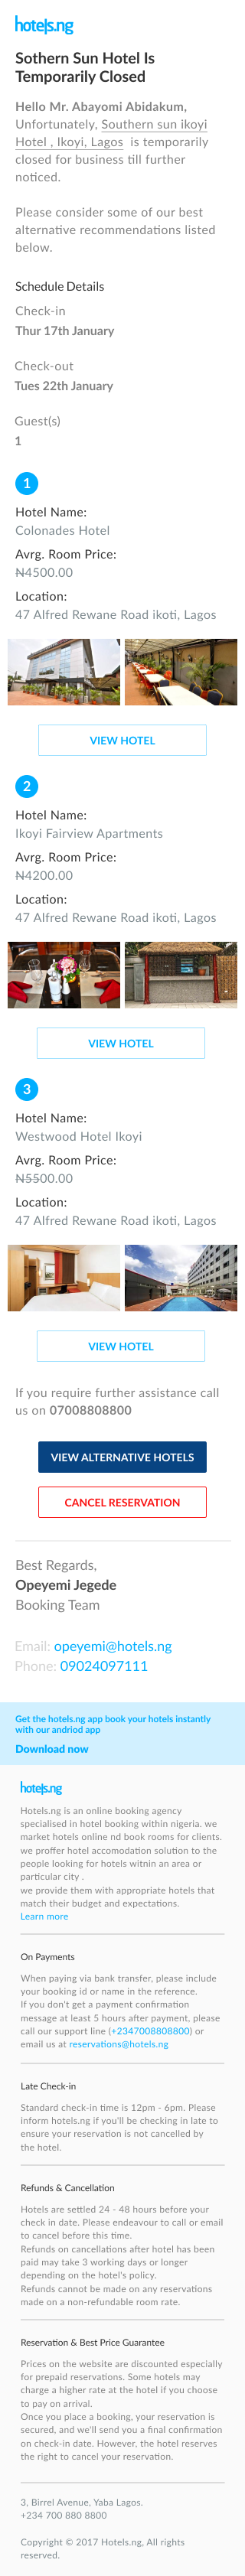 hotels.ng
Sothern Sun Hotel Is
Temporarily Closed
Hello Mr. Abayomi Abidakum,
Unfortunately, Southern sun ikoyi
Hotel , Ikoyi, Lagos is temporarily
closed for business till further
noticed.
Please consider some of our best
alternative recommendations listed
below.
Schedule Details
Check-in
Thur 17th January
Check-out
Tues 22th January
Guest(s)
1
1
Hotel Name:
Colonades Hotel
Avrg. Room Price:
₦4500.00
Location:
47 Alfred Rewane Road ikoti, Lagos
VIEW HOTEL
2
Hotel Name:
Ikoyi Fairview Apartments
Avrg. Room Price:
₦4200.00
Location:
47 Alfred Rewane Road ikoti, Lagos
VIEW HOTEL
3
Hotel Name:
Westwood Hotel Ikoyi
Avrg. Room Price:
₦5500.00
Location:
47 Alfred Rewane Road ikoti, Lagos
VIEW HOTEL
If you require further assistance call
us on 07008808800
VIEW ALTERNATIVE HOTELS
CANCEL RESERVATION
Best Regards,
Opeyemi Jegede
Booking Team
Email: opeyemi@hotels.ng
Phone: 09024097111
Get the hotels.ng app book your hotels instantly
with our andriod app
Download now
hotels.ng
Hotels.ng is an online booking agency
specialised in hotel booking within nigeria. we
market hotels online nd book rooms for clients.
we proffer hotel accomodation solution to the
people looking for hotels witnin an area or
particular city .
we provide them with appropriate hotels that
match their budget and expectations.
Learn more
On Payments
When paying via bank transfer, please include
your booking id or name in the reference.
If you don't get a payment confirmation
message at least 5 hours after payment, please
call our support line (+2347008808800) or
email us at reservations@hotels.ng
Late Check-in
Standard check-in time is 12pm - 6pm. Please
inform hotels.ng if you'll be checking in late to
ensure your reservation is not cancelled by
the hotel.
Refunds & Cancellation
Hotels are settled 24 - 48 hours before your
check in date. Please endeavour to call or email
to cancel before this time.
Refunds on cancellations after hotel has been
paid may take 3 working days or longer
depending on the hotel's policy.
Refunds cannot be made on any reservations
made on a non-refundable room rate.
Reservation & Best Price Guarantee
Prices on the website are discounted especially
for prepaid reservations. Some hotels may
charge a higher rate at the hotel if you choose
to pay on arrival.
Once you place a booking, your reservation is
secured, and we'll send you a final confirmation
on check-in date. However, the hotel reserves
the right to cancel your reservation.
3, Birrel Avenue, Yaba Lagos.
+234 700 880 8800
Copyright © 2017 Hotels.ng, All rights
reserved.